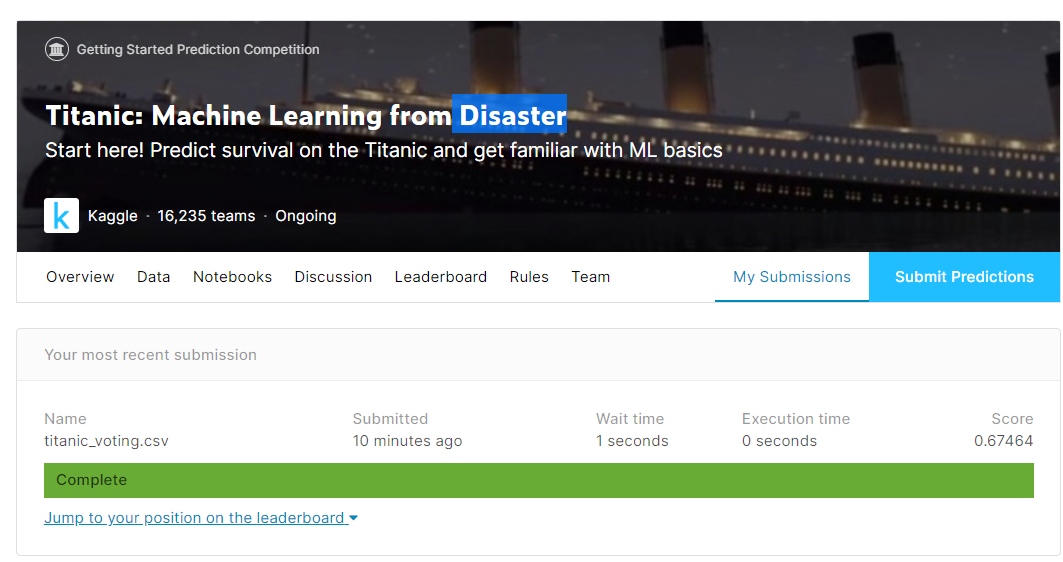 Getting Started Prediction Competition
Titanic: Machine Learning from Disaster
Start here! Predict survival on the Titanic and get familiar with ML basics
k Kaggle · 16,235 teams · Ongoing
Overview Data Notebooks Discussion Leaderboard Rules Team My Submissions Submit Predictions
Your most recent submission
Name Submitted Wait time Execution time Score
titanic_voting.csv 10 minutes ago 1 seconds 0 seconds 0.67464
Complete
Jump to your position on the leaderboard